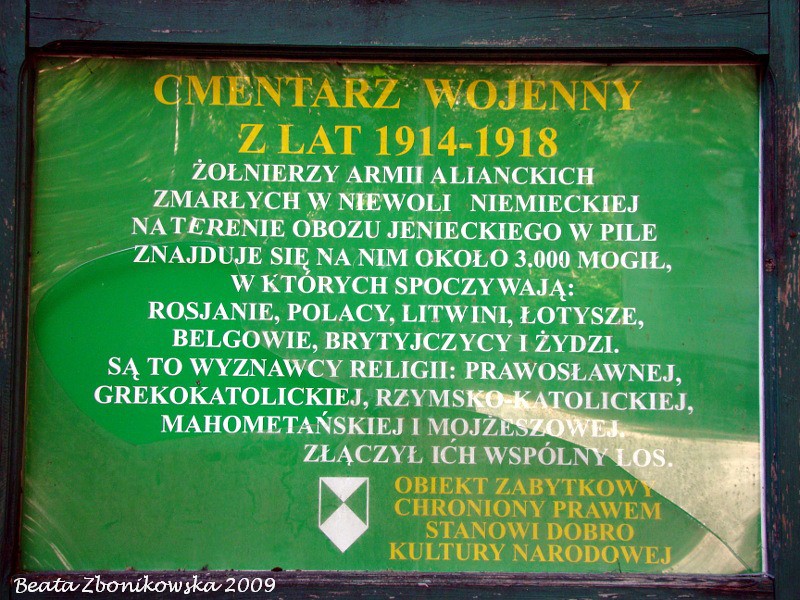 CMENTARZ WOJENNY
Z LAT 1914-1918
ŻOŁNIERZY ARMII ALIANCKICH
ZMARŁYCH W NIEWOLI NIEMIECKIEJ
NA TERENIE OBOZU JENIECKIEGO W PILE
ZNAJDUJE SIĘ NA NIM OKOŁO 3.000 MOGIŁ,
W KTÓRYCH SPOCZYWAJĄ:
ROSJANIE, POLACY, LITWINI, ŁOTYSZE,
BELGOWIE, BRYTYJCZYCY I ŻYDZI.
SĄ TO WYZNAWCY RELIGII: PRAWOSŁAWNEJ,
GREKOKATOLICKIEJ, RZYMSKO-KATOLICKIEJ,
MAHOMETAŃSKIEJ I MOJŻESZOWEJ.
ZŁĄCZYŁ ICH WSPÓLNY LOS.
OBIEKT ZABYTKOWY
CHRONIONY PRAWEM
STANOWI DOBRO
KULTURY NARODOWEJ
Beata Zbonikowska 2009